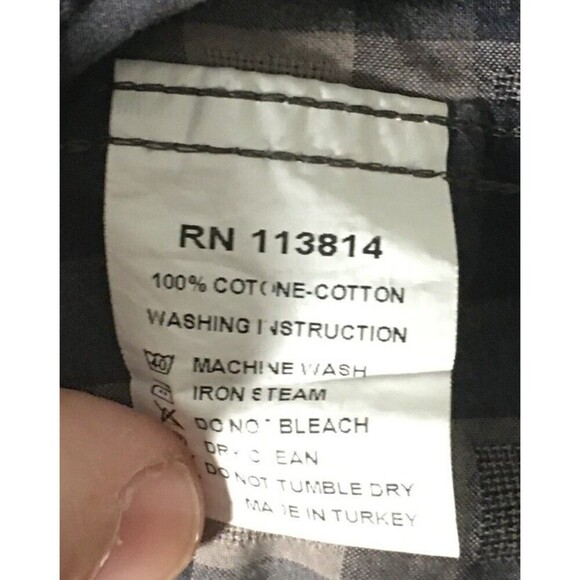 RN 113814
100% COTONE-COTTON
WASHING INSTRUCTION
40 MACHINE WASH
IRON STEAM
DO NOT BLEACH
DRY CLEAN
DO NOT TUMBLE DRY
MADE IN TURKEY